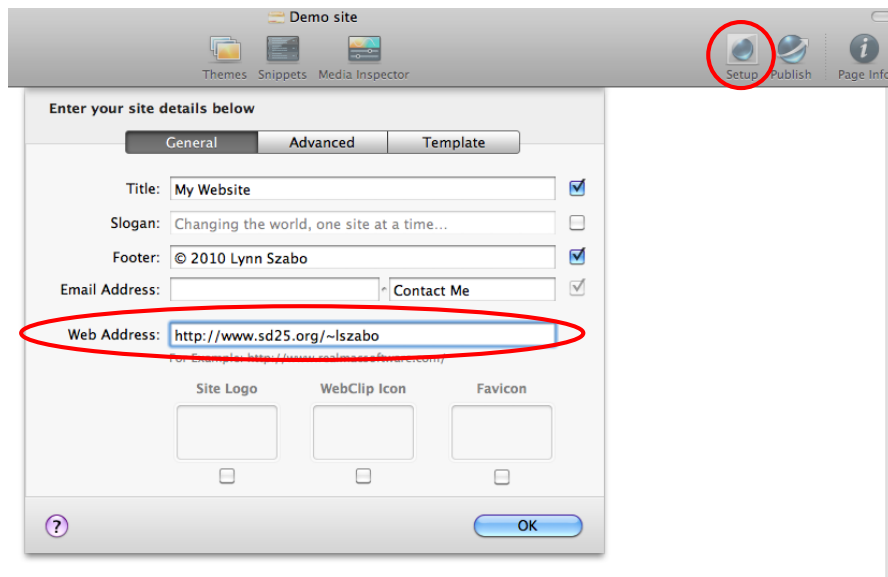 Demo site
Themes Snippets Media Inspector Setup Publish Page Info
Enter your site details below
General Advanced Template
Title: My Website
Slogan: Changing the world, one site at a time...
Footer: © 2010 Lynn Szabo
Email Address: Contact Me
Web Address: http://www.sd25.org/~lszabo
For Example: http://www.realmacsoftware.com/
Site Logo WebClip Icon Favicon
? OK